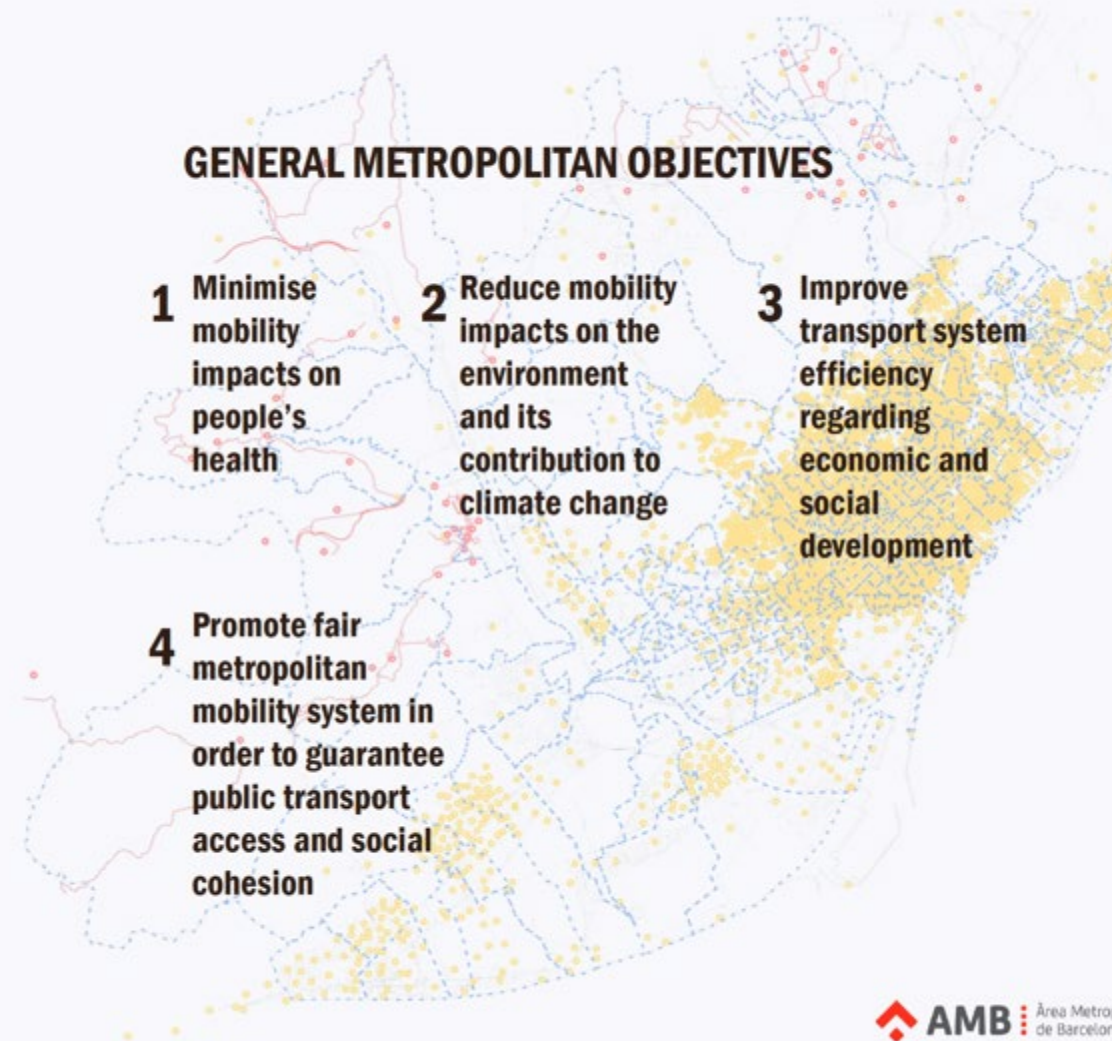 GENERAL METROPOLITAN OBJECTIVES
1 Minimise
mobility
impacts on
people's
health
2 Reduce mobility
impacts on the
environment
and its
contribution to
climate change
3 Improve
transport system
efficiency
regarding
economic and
social
development
4 Promote fair
metropolitan
mobility system in
order to guarantee
public transport
access and social
cohesion
AMB
Àrea Metrop
de Barcelon